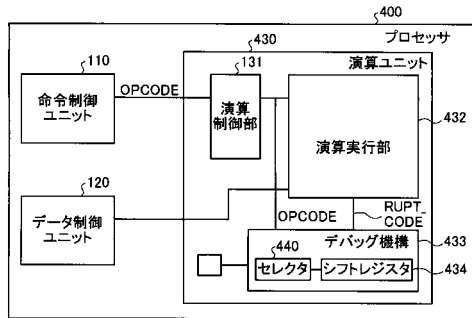 400
プロセッサ
430
演算ユニット
110
OPCODE
131
命令制御
ユニット
演算
制御部
432
演算実行部
120
データ制御
ユニット
OPCODE
RUPT_
CODE
433
デバッグ機構
440
セレクタ
シフトレジスタ
434